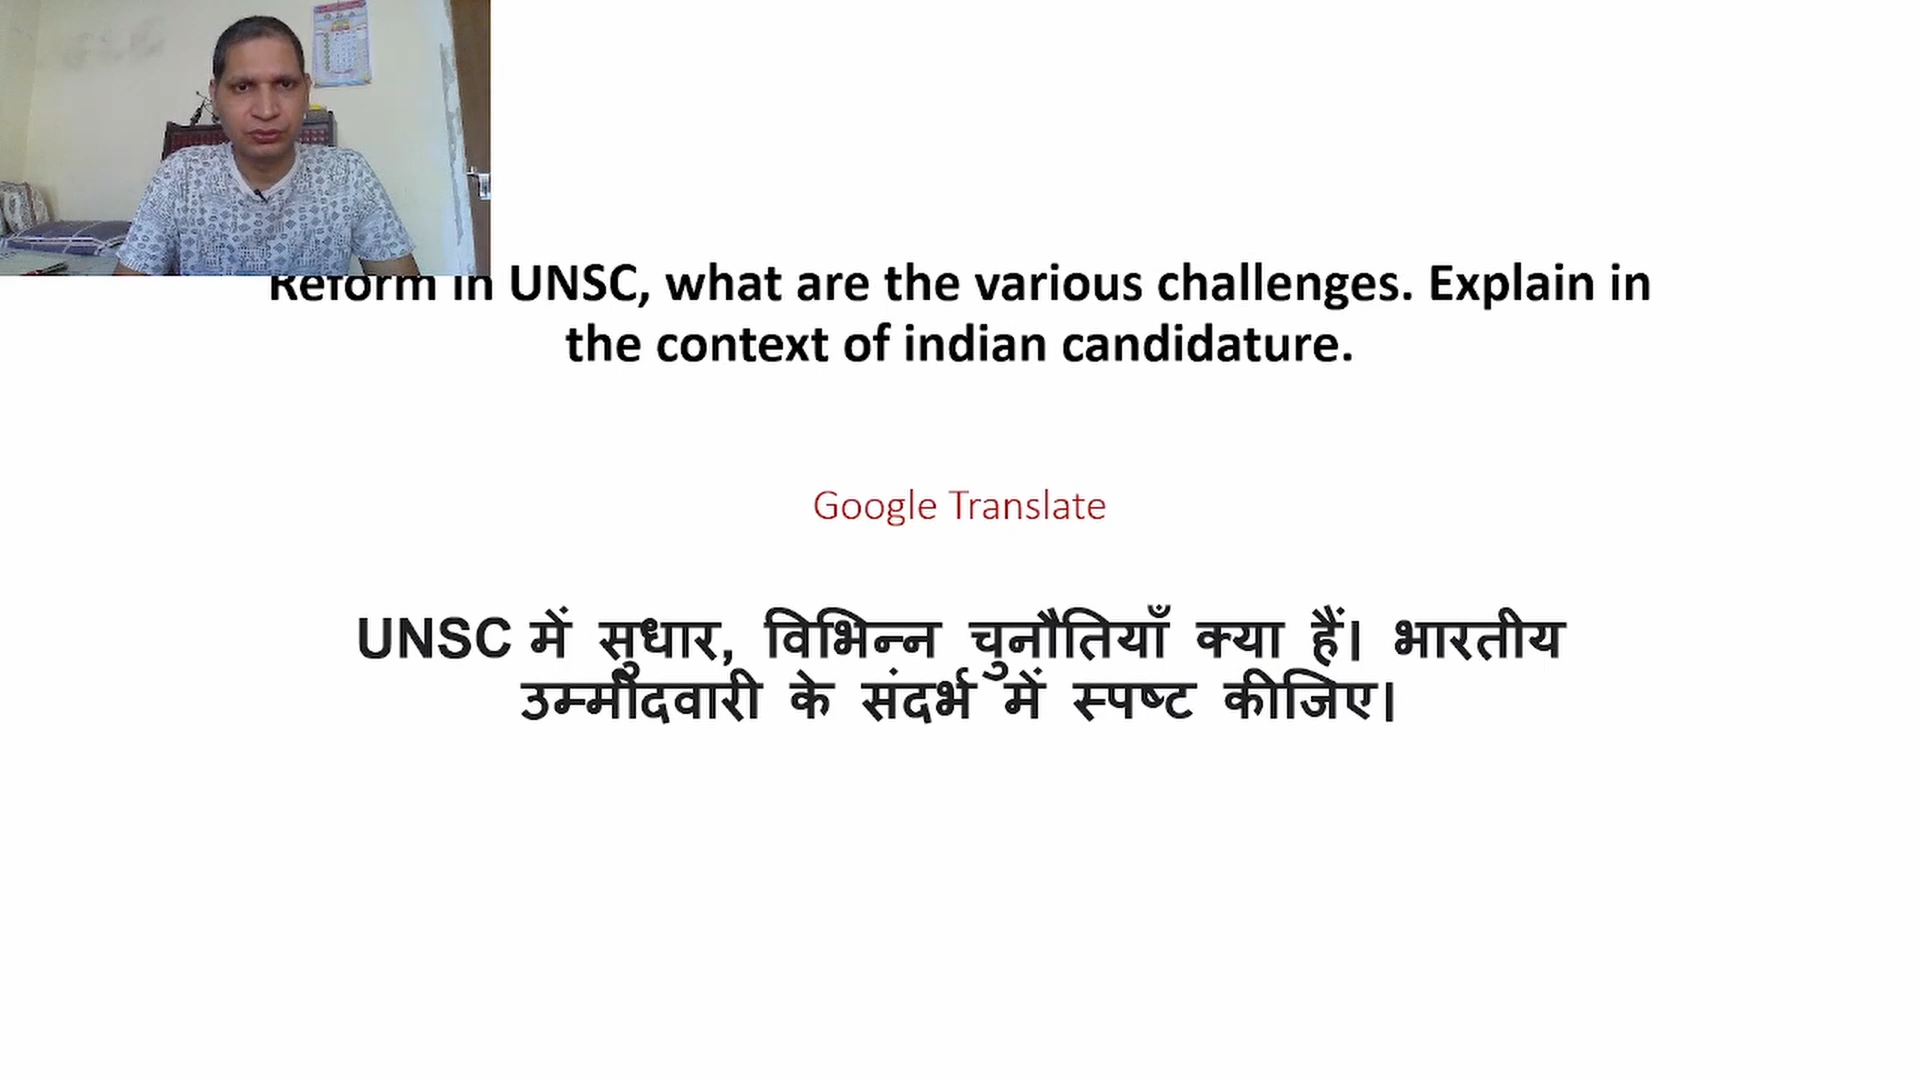 Reform in UNSC, what are the various challenges. Explain in
the context of indian candidature.
Google Translate
UNSC में सुधार, विभिन्न चुनौतियाँ क्या हैं। भारतीय
उम्मीदवारी के संदर्भ में स्पष्ट कीजिए।